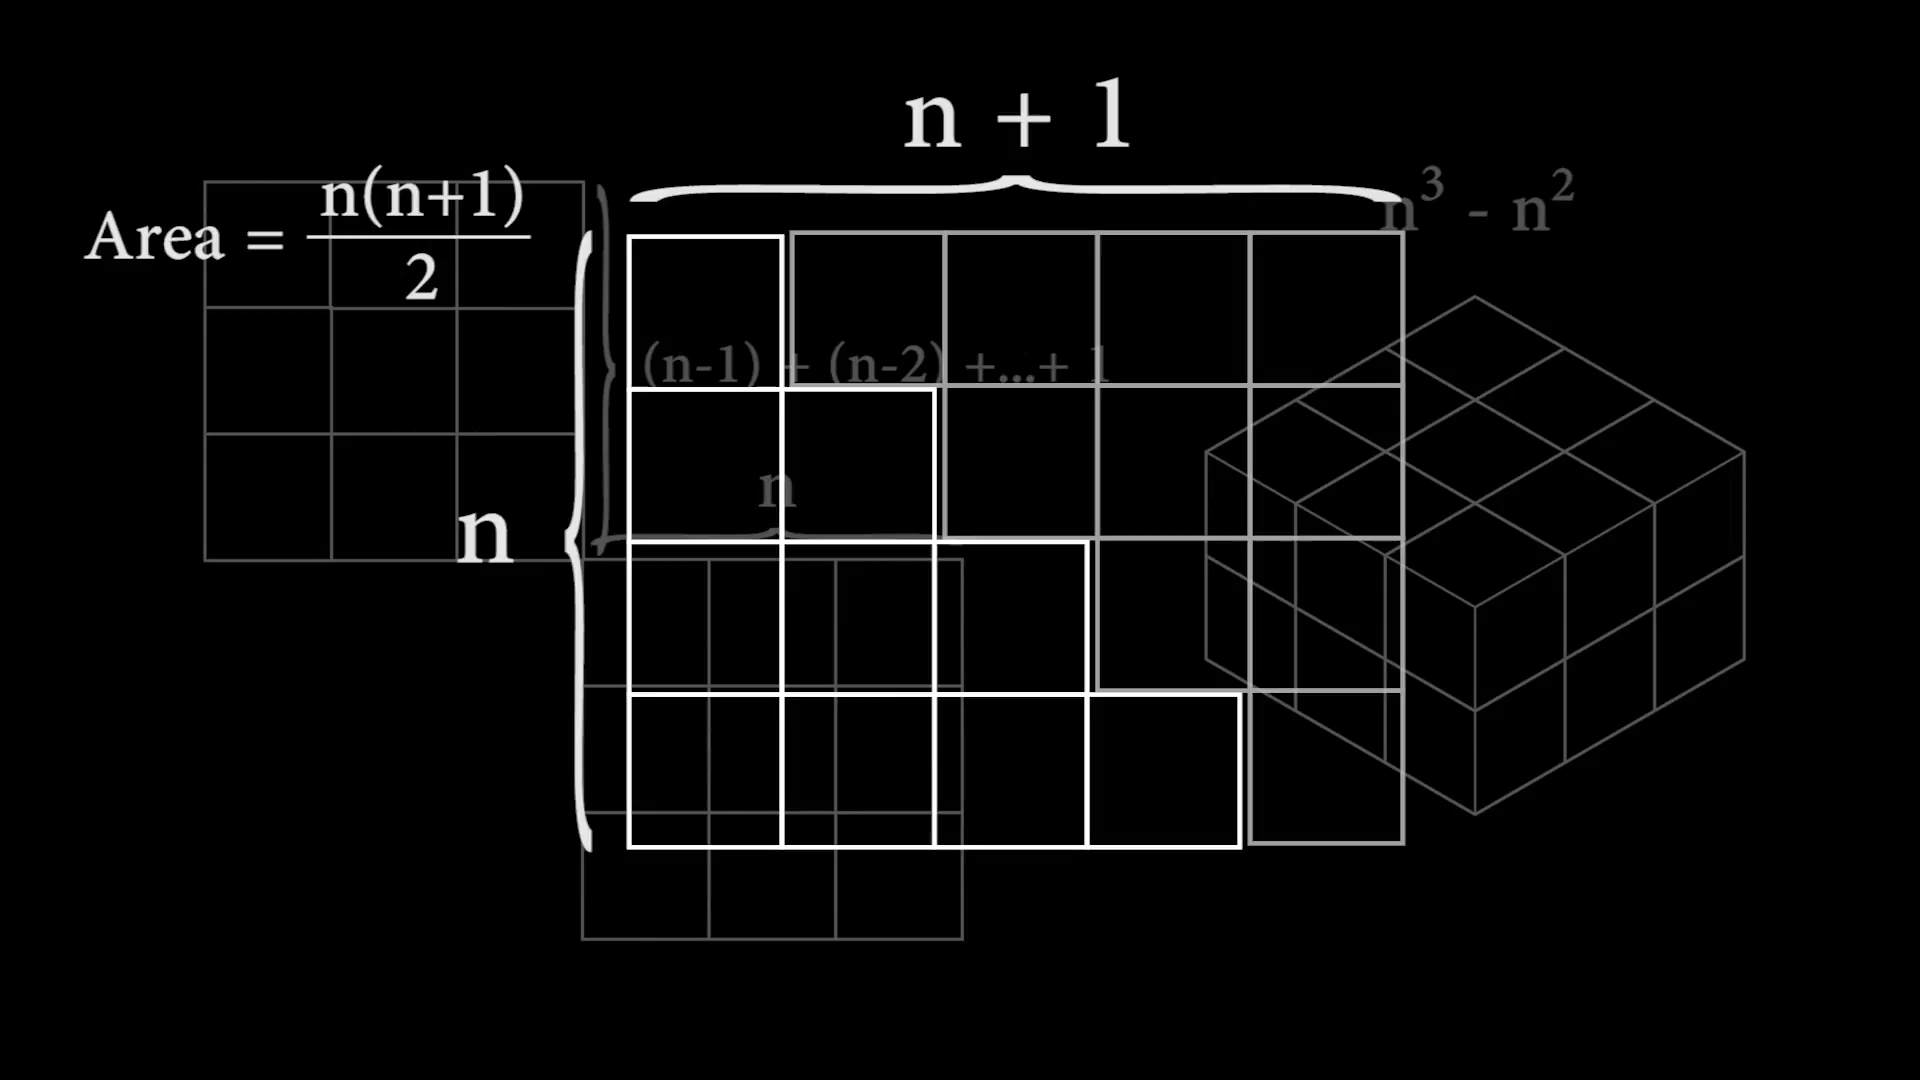 n + 1
Area = n(n+1)/2
n³ - n²
(n-1) + (n-2) +...+ 1
n
n